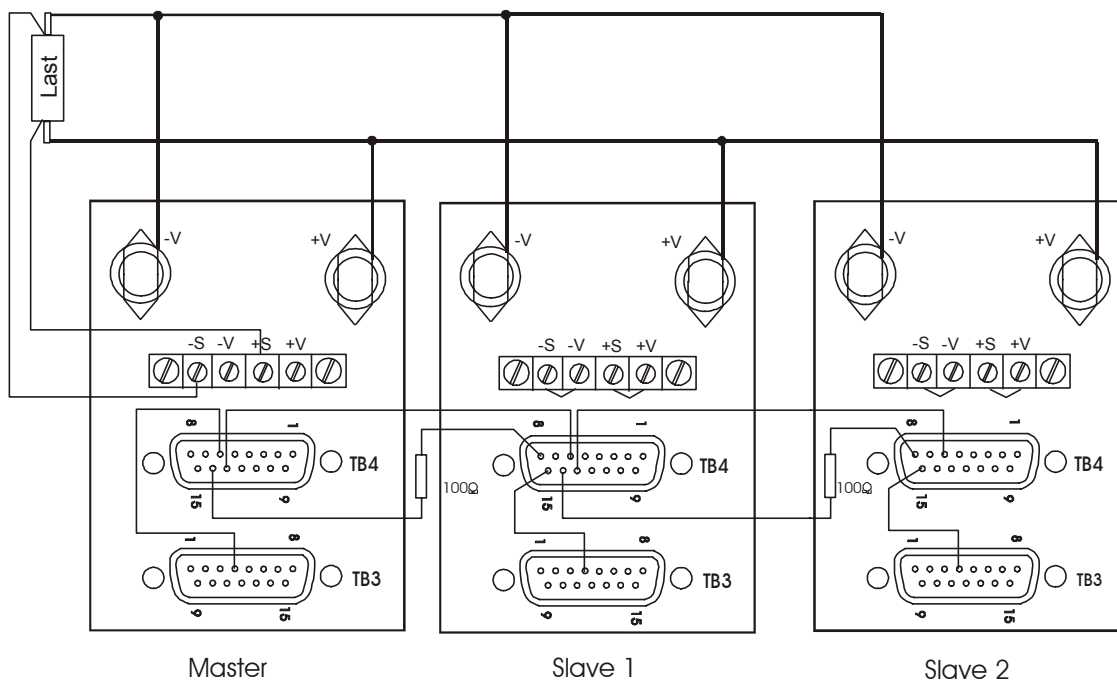 Last
-V
+V
-S -V +S +V
8 1
TB4
15 9
1 8
TB3
9 15
Master
-V
+V
-S -V +S +V
8 1
TB4
100Ω
15 9
1 8
TB3
9 15
Slave 1
-V
+V
-S -V +S +V
8 1
TB4
100Ω
15 9
1 8
TB3
9 15
Slave 2